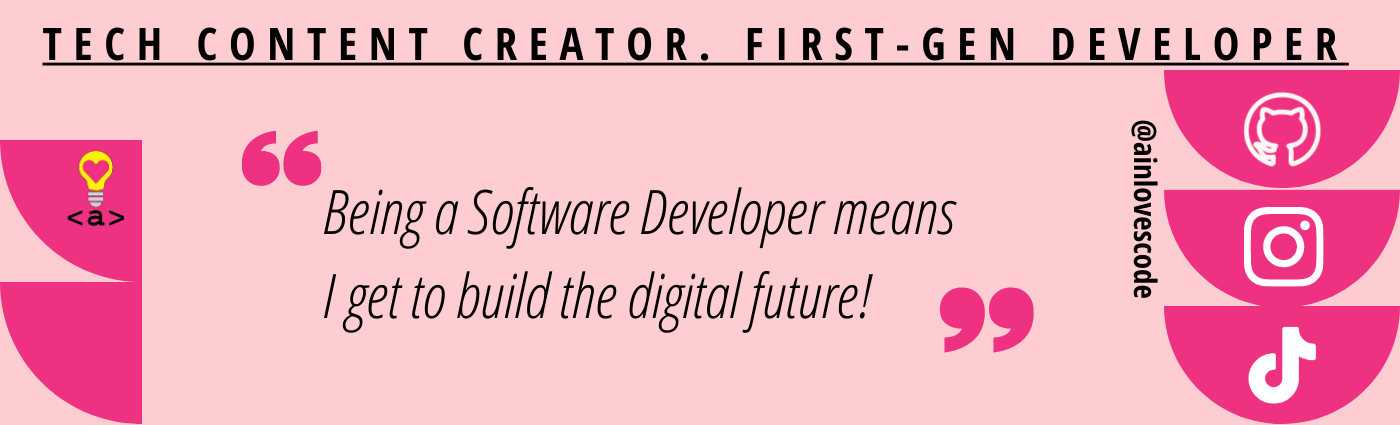 TECH CONTENT CREATOR. FIRST-GEN DEVELOPER
<a>
“Being a Software Developer means
I get to build the digital future!”
@ainlovescode